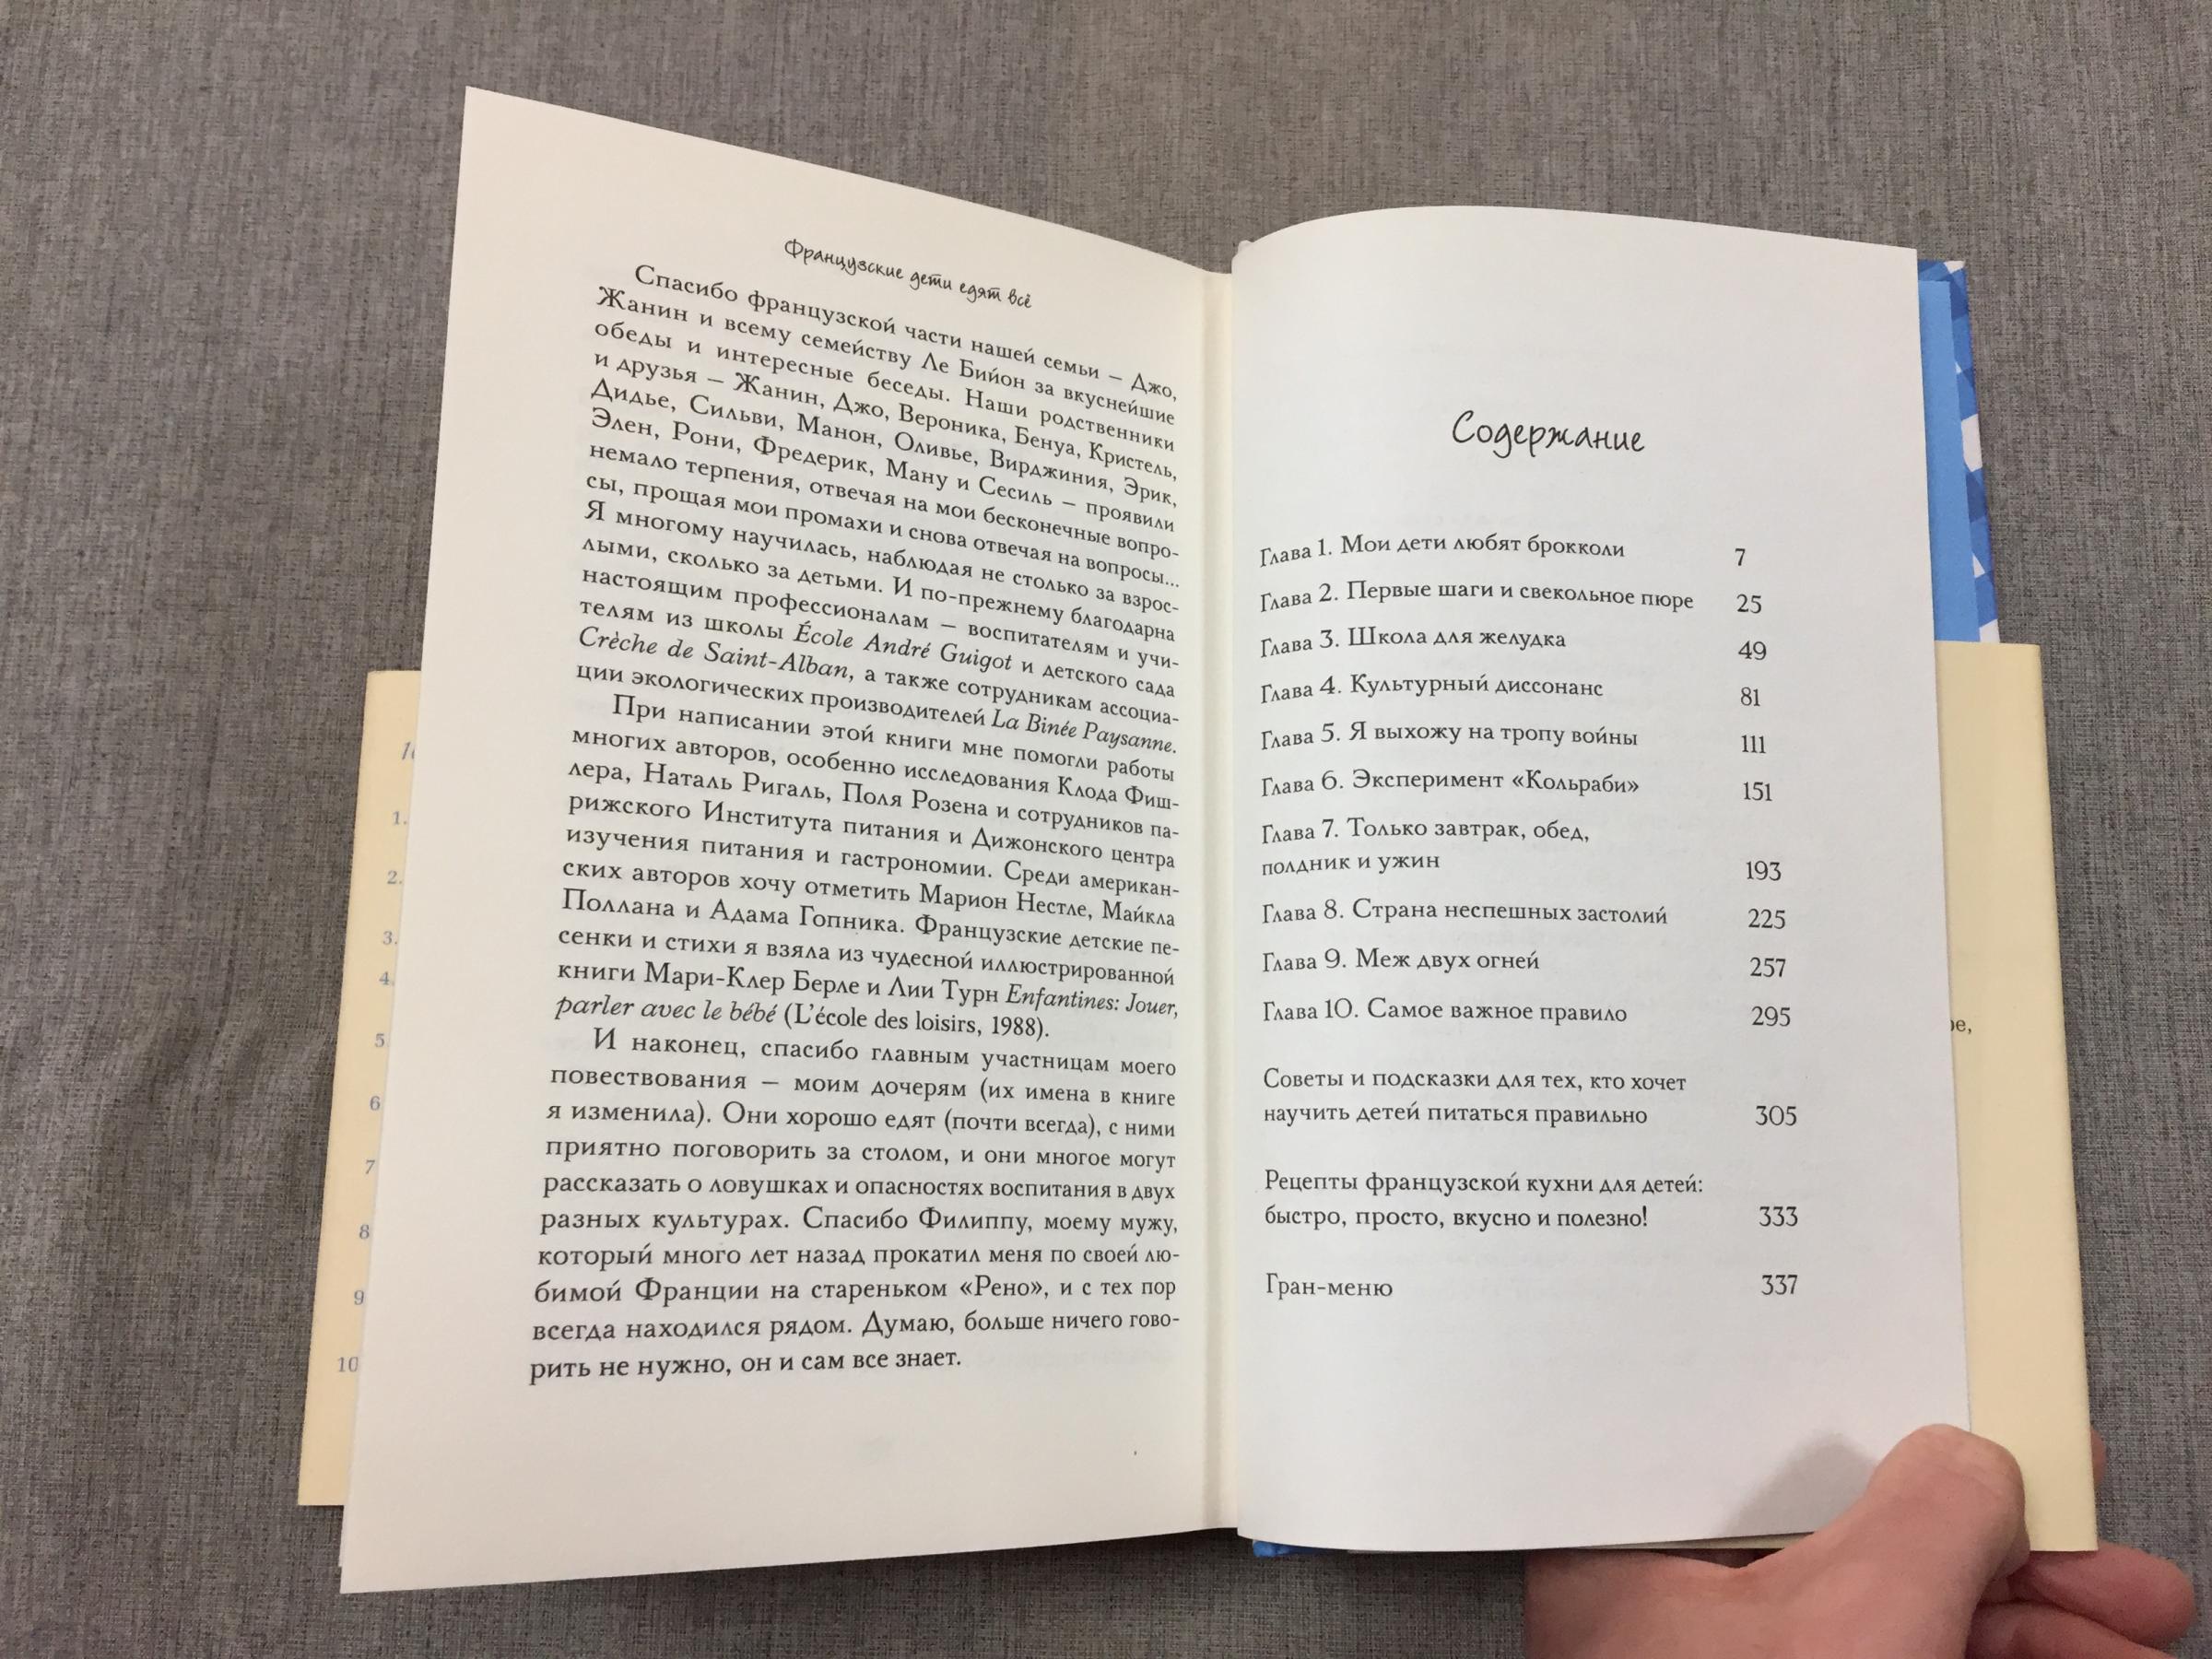 Французские дети едят всё
Спасибо французской части нашей семьи – Джо,
Жанин и всему семейству Ле Бийон за вкуснейшие
обеды и интересные беседы. Наши родственники
и друзья – Жанин, Джо, Вероника, Бенуа, Кристель,
Дидье, Сильви, Манон, Оливье, Вирджиния, Эрик,
Элен, Рони, Фредерик, Ману и Сесиль – проявили
немало терпения, отвечая на мои бесконечные вопро-
сы, прощая мои промахи и снова отвечая на вопросы...
Я многому научилась, наблюдая не столько за взрос-
лыми, сколько за детьми. И по-прежнему благодарна
настоящим профессионалам – воспитателям и учи-
телям из школы École André Guigot и детского сада
Crèche de Saint-Alban, а также сотрудникам ассоциа-
ции экологических производителей La Binée Paysanne.
При написании этой книги мне помогли работы
многих авторов, особенно исследования Клода Фиш-
лера, Наталь Ригаль, Поля Розена и сотрудников па-
рижского Института питания и Дижонского центра
изучения питания и гастрономии. Среди американ-
ских авторов хочу отметить Марион Нестле, Майкла
Поллана и Адама Гопника. Французские детские пе-
сенки и стихи я взяла из чудесной иллюстрированной
книги Мари-Клер Берле и Лии Турн Enfantines: Jouer,
parler avec le bébé (L'école des loisirs, 1988).
И наконец, спасибо главным участницам моего
повествования – моим дочерям (их имена в книге
я изменила). Они хорошо едят (почти всегда), с ними
приятно поговорить за столом, и они многое могут
рассказать о ловушках и опасностях воспитания в двух
разных культурах. Спасибо Филиппу, моему мужу,
который много лет назад прокатил меня по своей лю-
бимой Франции на стареньком «Рено», и с тех пор
всегда находился рядом. Думаю, больше ничего гово-
рить не нужно, он и сам все знает.
1.
2.
3.
4.
5
6
7
8
9
10
Содержание
Глава 1. Мои дети любят брокколи 7
Глава 2. Первые шаги и свекольное пюре 25
Глава 3. Школа для желудка 49
Глава 4. Культурный диссонанс 81
Глава 5. Я выхожу на тропу войны 111
Глава 6. Эксперимент «Кольраби» 151
Глава 7. Только завтрак, обед,
полдник и ужин 193
Глава 8. Страна неспешных застолий 225
Глава 9. Меж двух огней 257
Глава 10. Самое важное правило 295
Советы и подсказки для тех, кто хочет
научить детей питаться правильно 305
Рецепты французской кухни для детей:
быстро, просто, вкусно и полезно! 333
Гран-меню 337